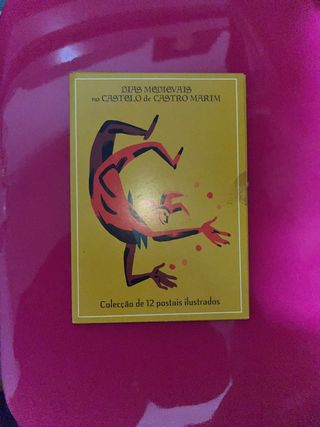 DIAS MEDIEVAIS
no CASTELO de CASTRO MARIM
Colecção de 12 postais ilustrados